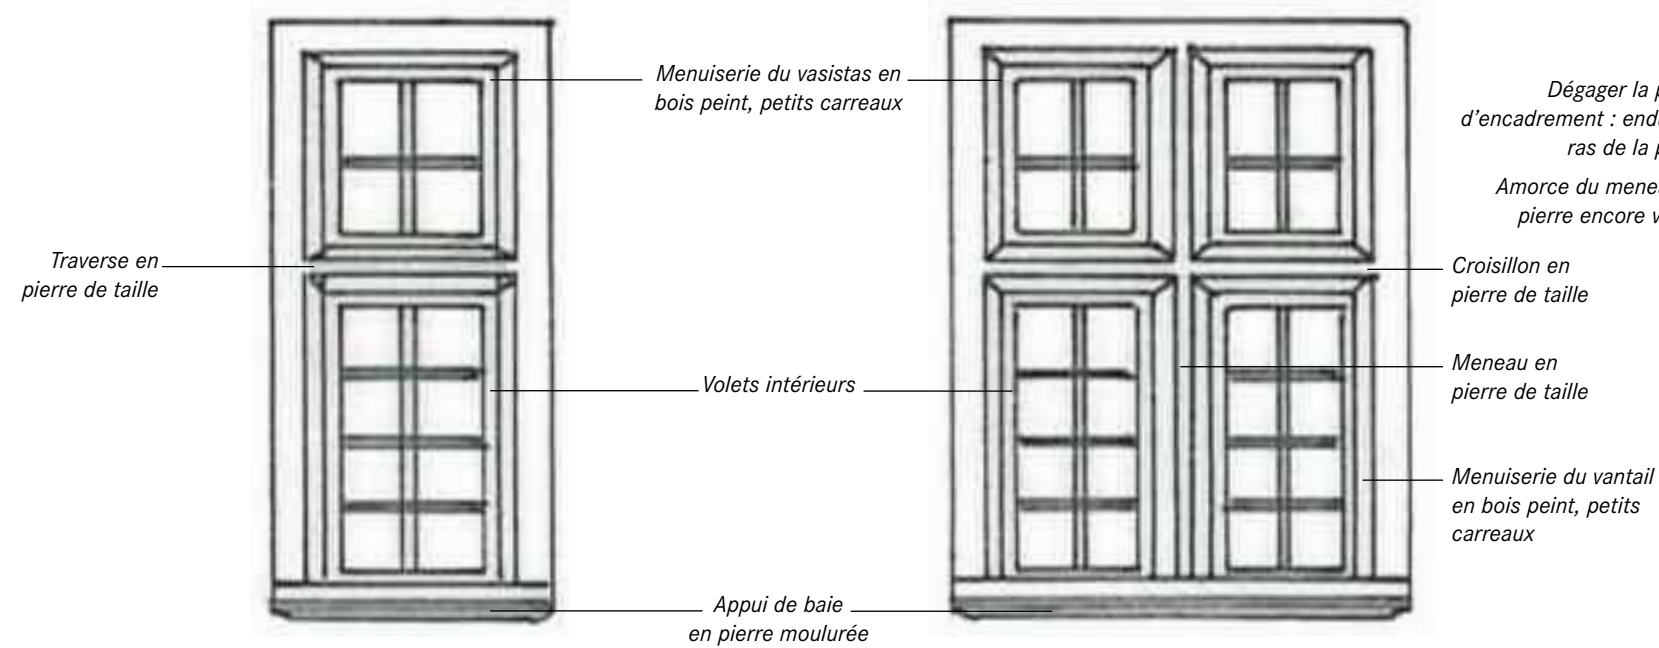 Menuiserie du vasistas en
bois peint, petits carreaux
Traverse en
pierre de taille
Volets intérieurs
Appui de baie
en pierre moulurée
Dégager la
d'encadrement :
ras de la
Amorce du
pierre encore
Croisillon en
pierre de taille
Meneau en
pierre de taille
Menuiserie du vantail
en bois peint, petits
carreaux